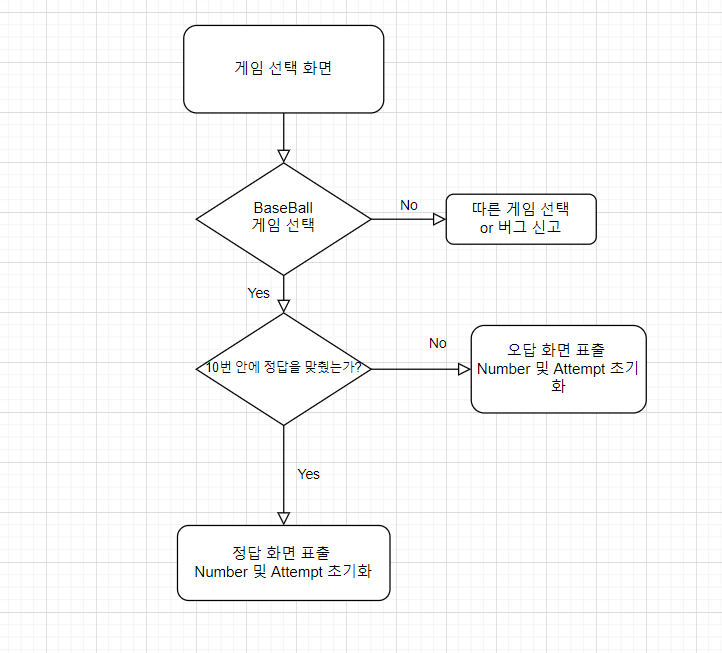 게임 선택 화면
BaseBall
게임 선택
No
따른 게임 선택
or 버그 신고
Yes
10번 안에 정답을 맞췄는가?
No
오답 화면 표출
Number 및 Attempt 초기
화
Yes
정답 화면 표출
Number 및 Attempt 초기화